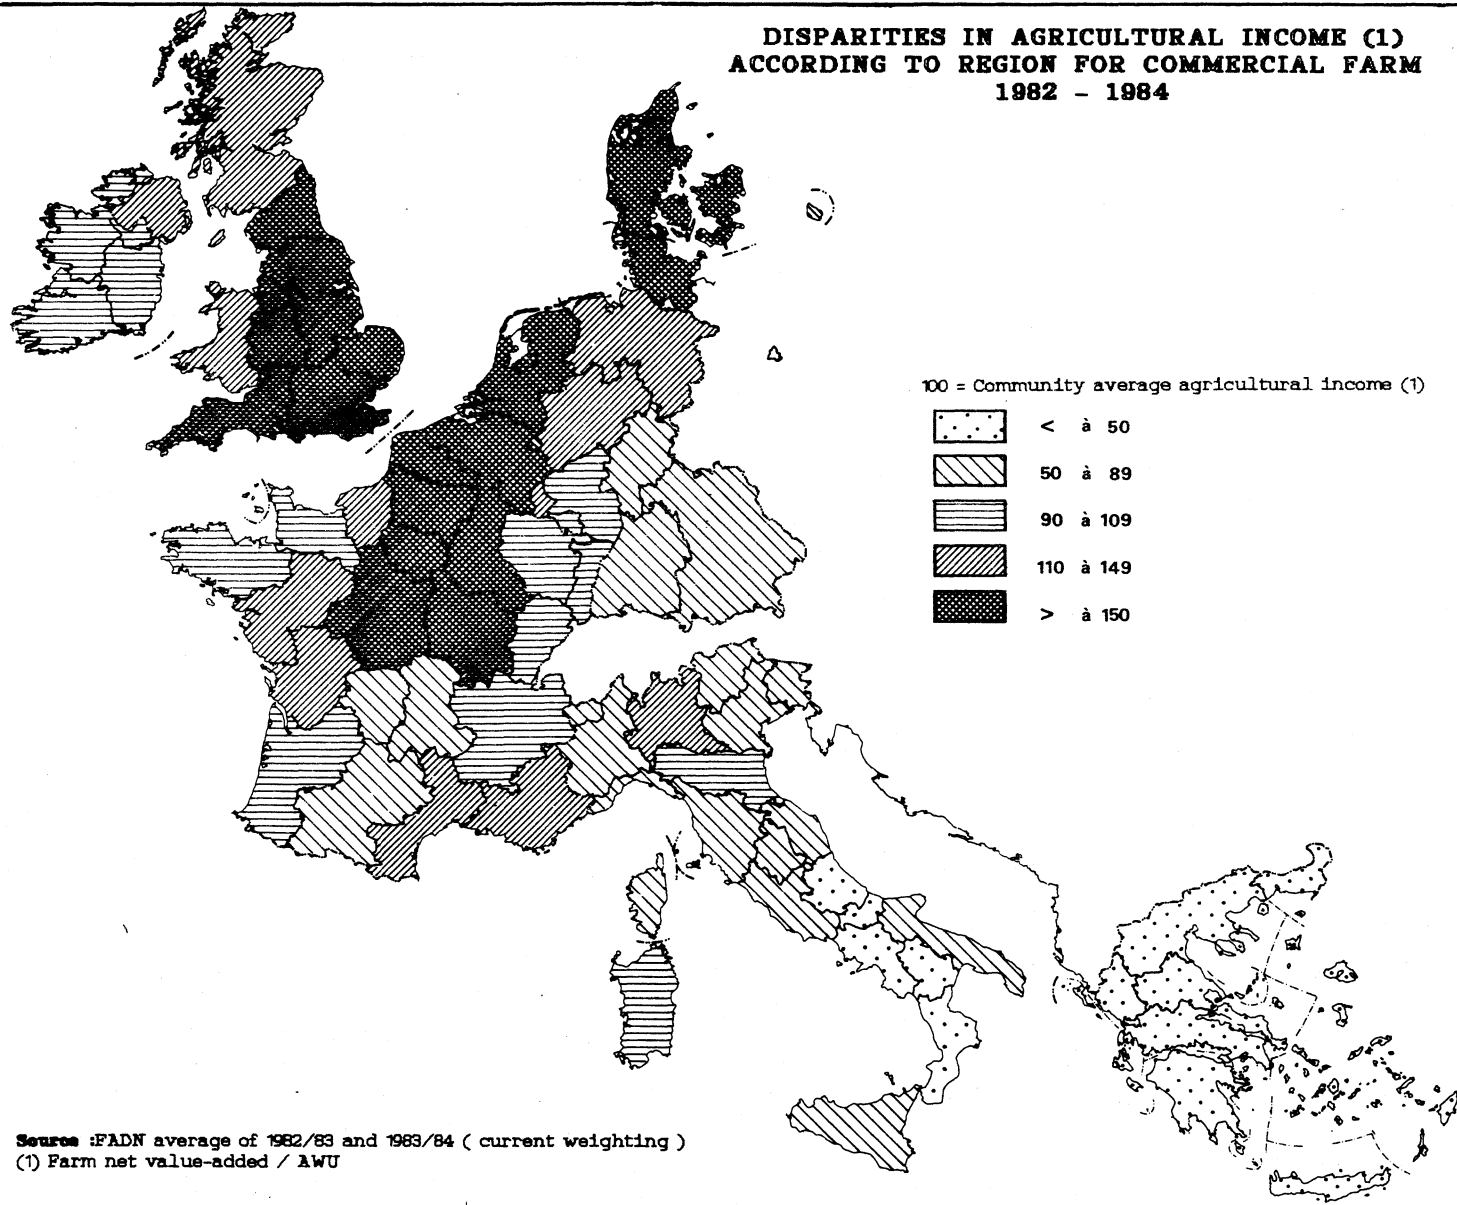 DISPARITIES IN AGRICULTURAL INCOME (1)
ACCORDING TO REGION FOR COMMERCIAL FARM
1982 - 1984
100 = Community average agricultural income (1)
< à 50
50 à 89
90 à 109
110 à 149
> à 150
Source :FADN average of 1982/83 and 1983/84 ( current weighting )
(1) Farm net value-added / AWU